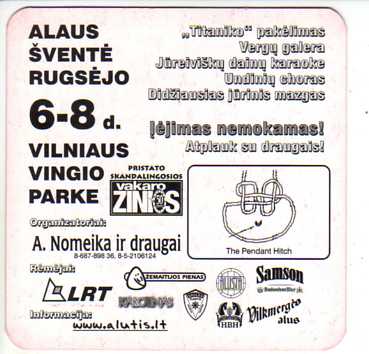 ALAUS
ŠVENTĖ
RUGSĖJO
6-8 d.
VILNIAUS
VINGIO
PARKE
„Titaniko“ pakėlimas
Vergų galera
Jūreiviškų dainų karaoke
Undinių choras
Didžiausias jūrinis mazgas
Įėjimas nemokamas!
Atplauk su draugais!
PRISTATO
SKANDALINGOSIOS
vakaro
ŽINIOS
The Pendant Hitch
Organizatoriai:
A. Nomeika ir draugai
8-687-898 36, 8-5-2106124
Rėmėjai:
LRT
ŽEMAITIJOS PIENAS
Samson
HBH
Vilkmergės
alus
Informacija:
www.alutis.lt